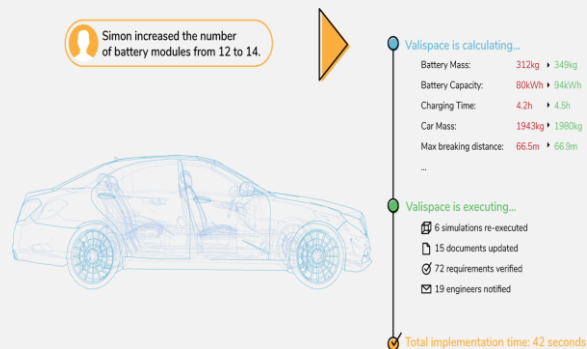 Simon increased the number
of battery modules from 12 to 14.
Valispace is calculating...
Battery Mass: 312kg 349kg
Battery Capacity: 80kWh 94kWh
Charging Time: 4.2h 4.5h
Car Mass: 1943kg 1980kg
Max breaking distance: 66.5m 66.9m
...
Valispace is executing...
6 simulations re-executed
15 documents updated
72 requirements verified
19 engineers notified
Total implementation time: 42 seconds